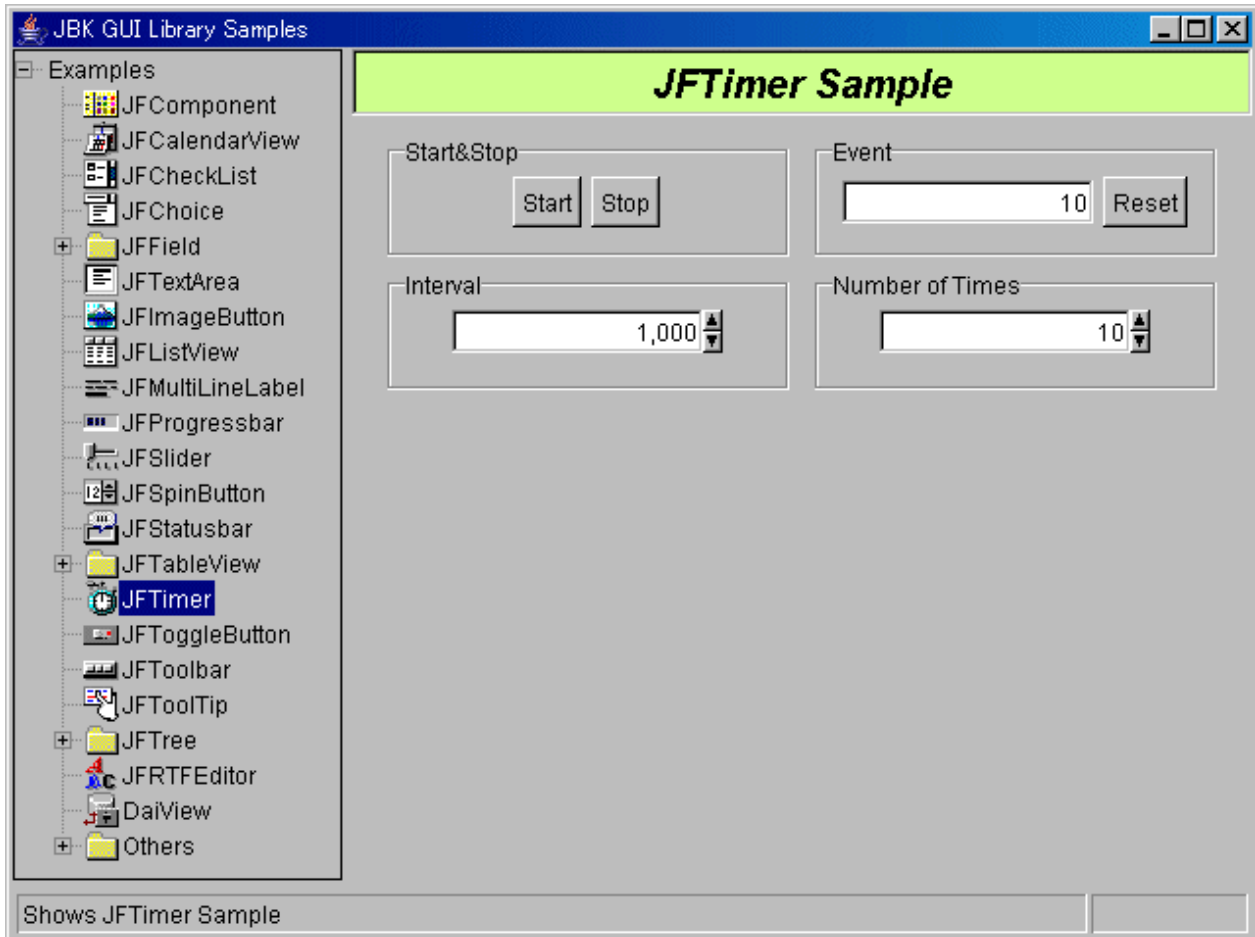 JBK GUI Library Samples
Examples
JFComponent
JFCalendarView
JFCheckList
JFChoice
JFField
JFTextArea
JFImageButton
JFListView
JFMultiLineLabel
JFProgressbar
JFSlider
JFSpinButton
JFStatusbar
JFTableView
JFTimer
JFToggleButton
JFToolbar
JFToolTip
JFTree
JFRTFEditor
DaiView
Others
JFTimer Sample
Start&Stop
Start Stop
Event
10 Reset
Interval
1,000
Number of Times
10
Shows JFTimer Sample